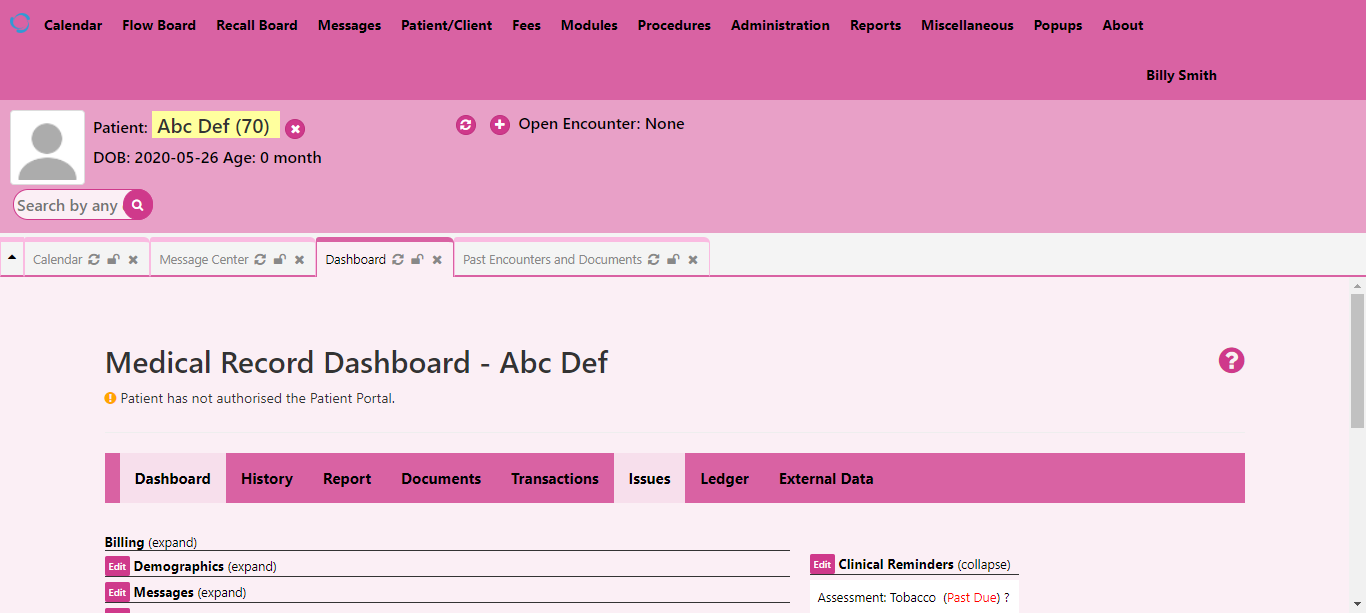 Calendar Flow Board Recall Board Messages Patient/Client Fees Modules Procedures Administration Reports Miscellaneous Popups About
Billy Smith
Patient: Abc Def (70)
Open Encounter: None
DOB: 2020-05-26 Age: 0 month
Search by any
Calendar Message Center Dashboard Past Encounters and Documents
Medical Record Dashboard - Abc Def
Patient has not authorised the Patient Portal.
Dashboard History Report Documents Transactions Issues Ledger External Data
Billing (expand)
Edit Demographics (expand)
Edit Messages (expand)
Edit Clinical Reminders (collapse)
Assessment: Tobacco (Past Due) ?